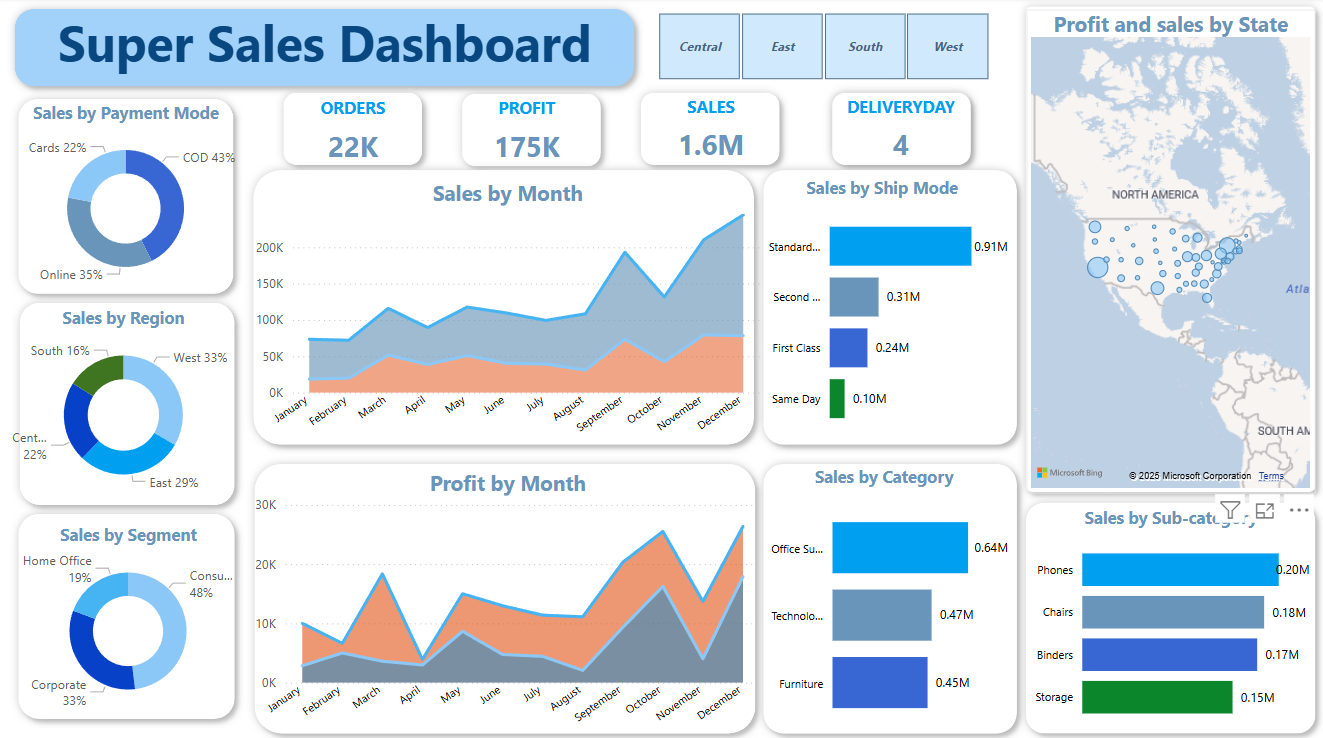 Super Sales Dashboard
Central
East
South
West
Profit and sales by State
NORTH AMERICA
Atla
SOUTH AM
Microsoft Bing
© 2025 Microsoft Corporation
Terms
ORDERS
22K
PROFIT
175K
SALES
1.6M
DELIVERYDAY
4
Sales by Payment Mode
Cards 22%
COD 43%
Online 35%
Sales by Region
South 16%
West 33%
Cent...
22%
East 29%
Sales by Segment
Home Office
19%
Consu...
48%
Corporate
33%
Sales by Month
200K
150K
100K
50K
0K
January
February
March
April
May
June
July
August
September
October
November
December
Profit by Month
30K
20K
10K
0K
January
February
March
April
May
June
July
August
September
October
November
December
Sales by Ship Mode
Standard... 0.91M
Second ... 0.31M
First Class 0.24M
Same Day 0.10M
Sales by Category
Office Su... 0.64M
Technolo... 0.47M
Furniture 0.45M
Sales by Sub-category
Phones 0.20M
Chairs 0.18M
Binders 0.17M
Storage 0.15M